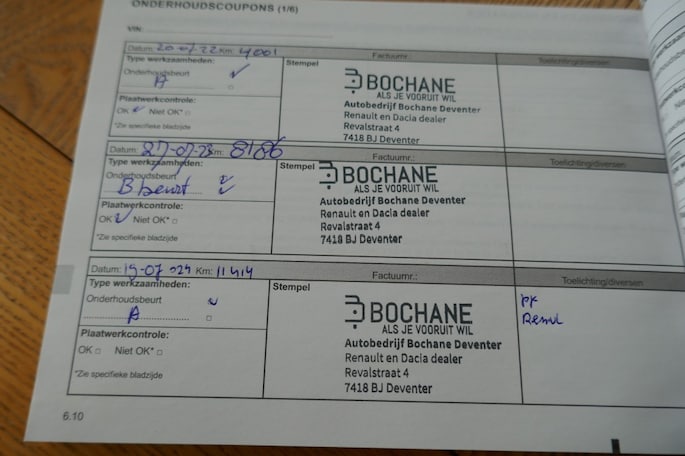 ONDERHOUDSCOUPONS (1/6)
VIN:
Datum: 20-07-22 Km: 4001
Factuurnr.:
Toelichting/diversen
Type werkzaamheden:
Onderhoudsbeurt ✓
A
Plaatwerkcontrole:
OK ✓ Niet OK* □
*Zie specifieke bladzijde
Stempel
BOCHANE
ALS JE VOORUIT WIL
Autobedrijf Bochane Deventer
Renault en Dacia dealer
Revalstraat 4
7418 BJ Deventer
Datum: 27-07-23 Km: 8186
Factuurnr.:
Toelichting/diversen
Type werkzaamheden:
Onderhoudsbeurt ✓
B beurt ✓
Plaatwerkcontrole:
OK ✓ Niet OK* □
*Zie specifieke bladzijde
Stempel
BOCHANE
ALS JE VOORUIT WIL
Autobedrijf Bochane Deventer
Renault en Dacia dealer
Revalstraat 4
7418 BJ Deventer
Datum: 19-07 024 Km: 11414
Factuurnr.:
Toelichting/diversen
Type werkzaamheden:
Onderhoudsbeurt ✓
A □
Plaatwerkcontrole:
OK □ Niet OK* □
*Zie specifieke bladzijde
Stempel
BOCHANE
ALS JE VOORUIT WIL
Autobedrijf Bochane Deventer
Renault en Dacia dealer
Revalstraat 4
7418 BJ Deventer
6.10